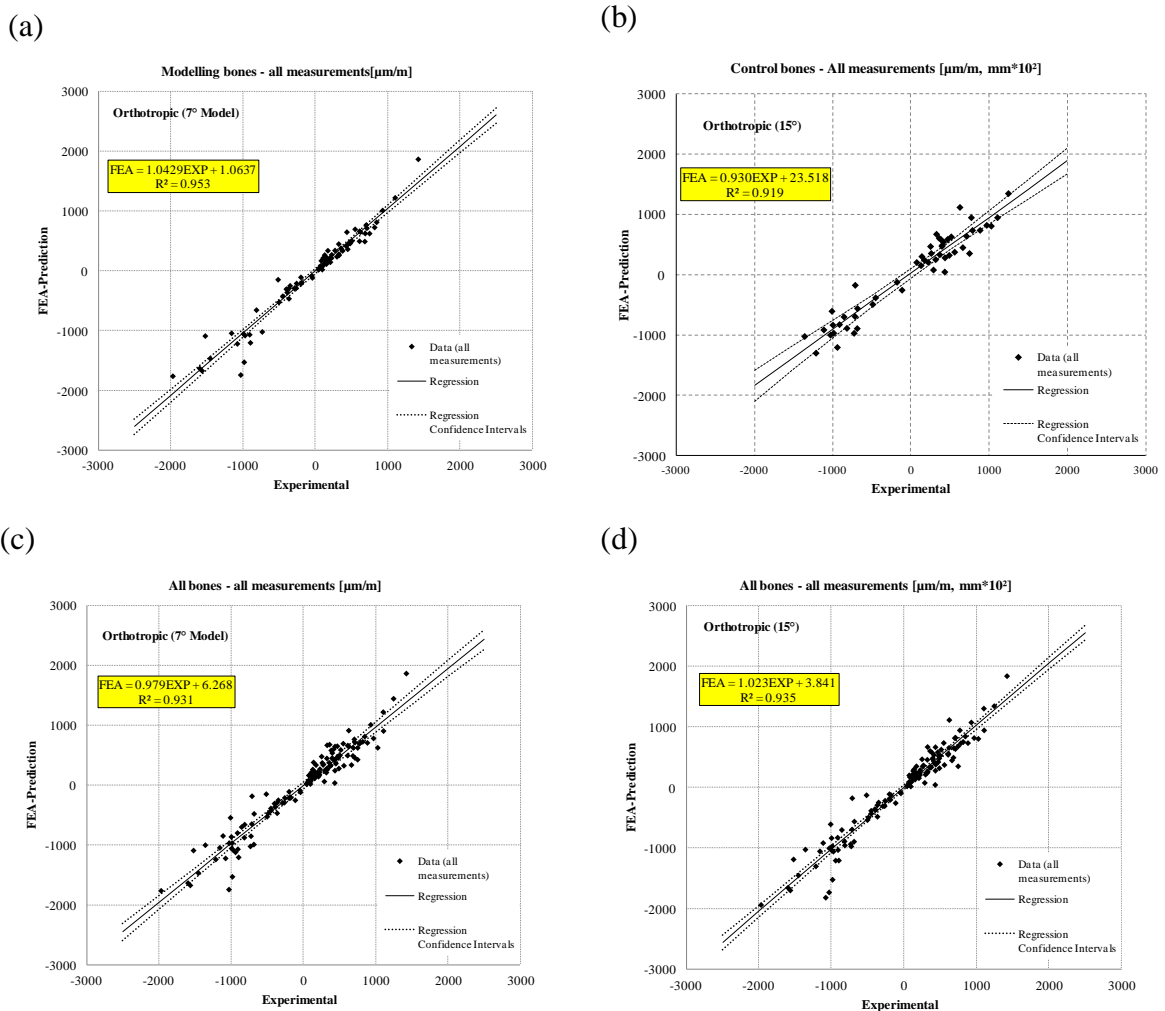 (a)
Modelling bones - all measurements[µm/m]
3000
2000
1000
0
-1000
-2000
-3000
FEA-Prediction
Orthotropic (7° Model)
FEA = 1.0429EXP + 1.0637
R² = 0.953
Data (all
measurements)
Regression
Regression
Confidence Intervals
-3000 -2000 -1000 0 1000 2000 3000
Experimental
(b)
Control bones - All measurements [µm/m, mm*10²]
3000
2000
1000
0
-1000
-2000
-3000
FEA-Prediction
Orthotropic (15°)
FEA = 0.930EXP + 23.518
R² = 0.919
Data (all
measurements)
Regression
Regression
Confidence Intervals
-3000 -2000 -1000 0 1000 2000 3000
Experimental
(c)
All bones - all measurements [µm/m]
3000
2000
1000
0
-1000
-2000
-3000
FEA-Prediction
Orthotropic (7° Model)
FEA = 0.979EXP + 6.268
R² = 0.931
Data (all
measurements)
Regression
Regression
Confidence Intervals
-3000 -2000 -1000 0 1000 2000 3000
Experimental
(d)
All bones - all measurements [µm/m, mm*10²]
3000
2000
1000
0
-1000
-2000
-3000
FEA-Prediction
Orthotropic (15°)
FEA = 1.023EXP + 3.841
R² = 0.935
Data (all
measurements)
Regression
Regression
Confidence Intervals
-3000 -2000 -1000 0 1000 2000 3000
Experimental